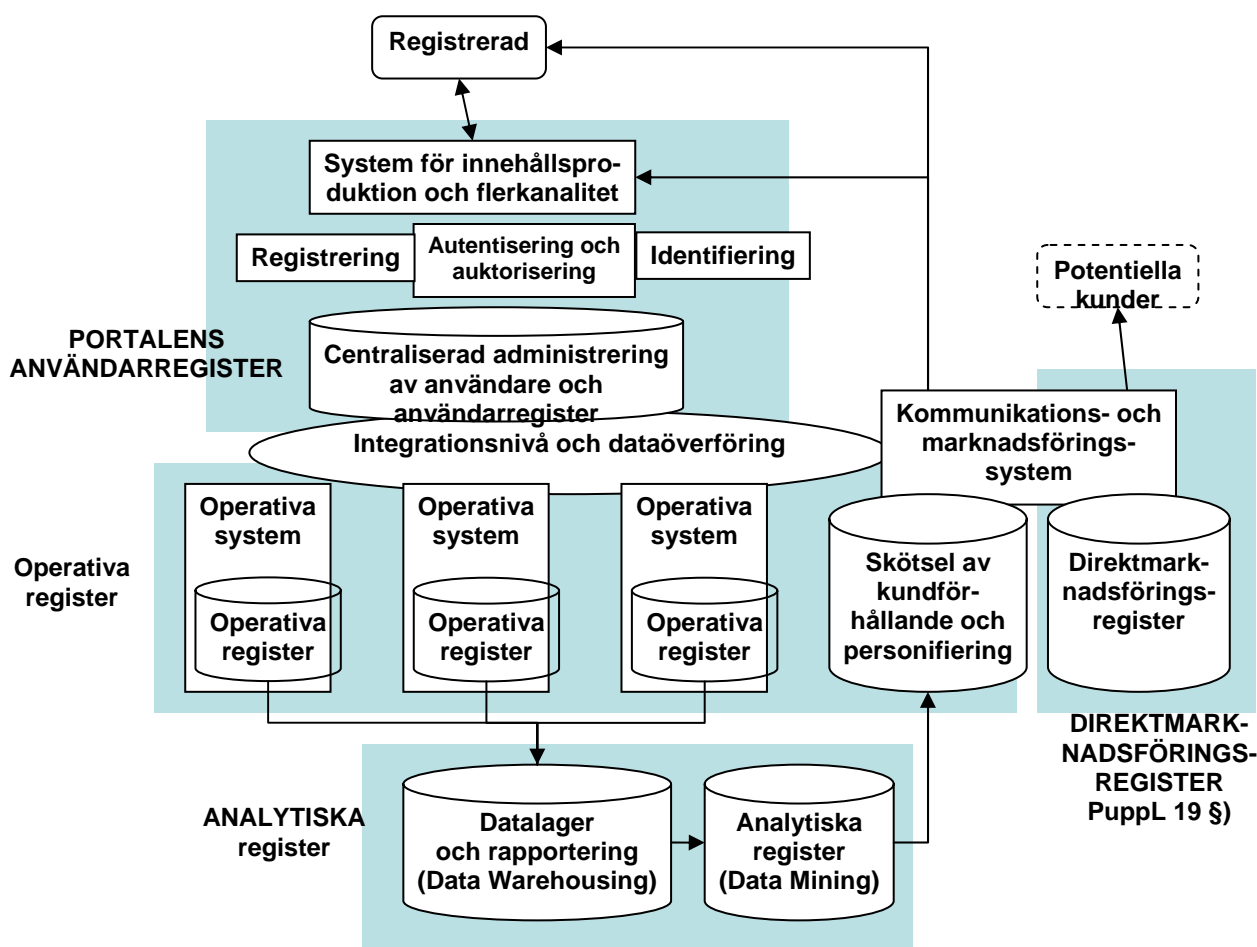 Registrerad
System för innehållspro-
duktion och flerkanalitet
Registrering
Autentisering och
auktorisering
Identifiering
Potentiella
kunder
PORTALENS
ANVÄNDARREGISTER
Centraliserad administrering
av användare och
användarregister
Integrationsnivå och dataöverföring
Kommunikations- och
marknadsförings-
system
Operativa
system
Operativa
system
Operativa
system
Operativa
register
Operativa
register
Operativa
register
Operativa
register
Skötsel av
kundför-
hållande och
personifiering
Direktmark-
nadsförings-
register
DIREKTMARK-
NADSFÖRINGS-
REGISTER
PuppL 19 §)
ANALYTISKA
register
Datalager
och rapportering
(Data Warehousing)
Analytiska
register
(Data Mining)